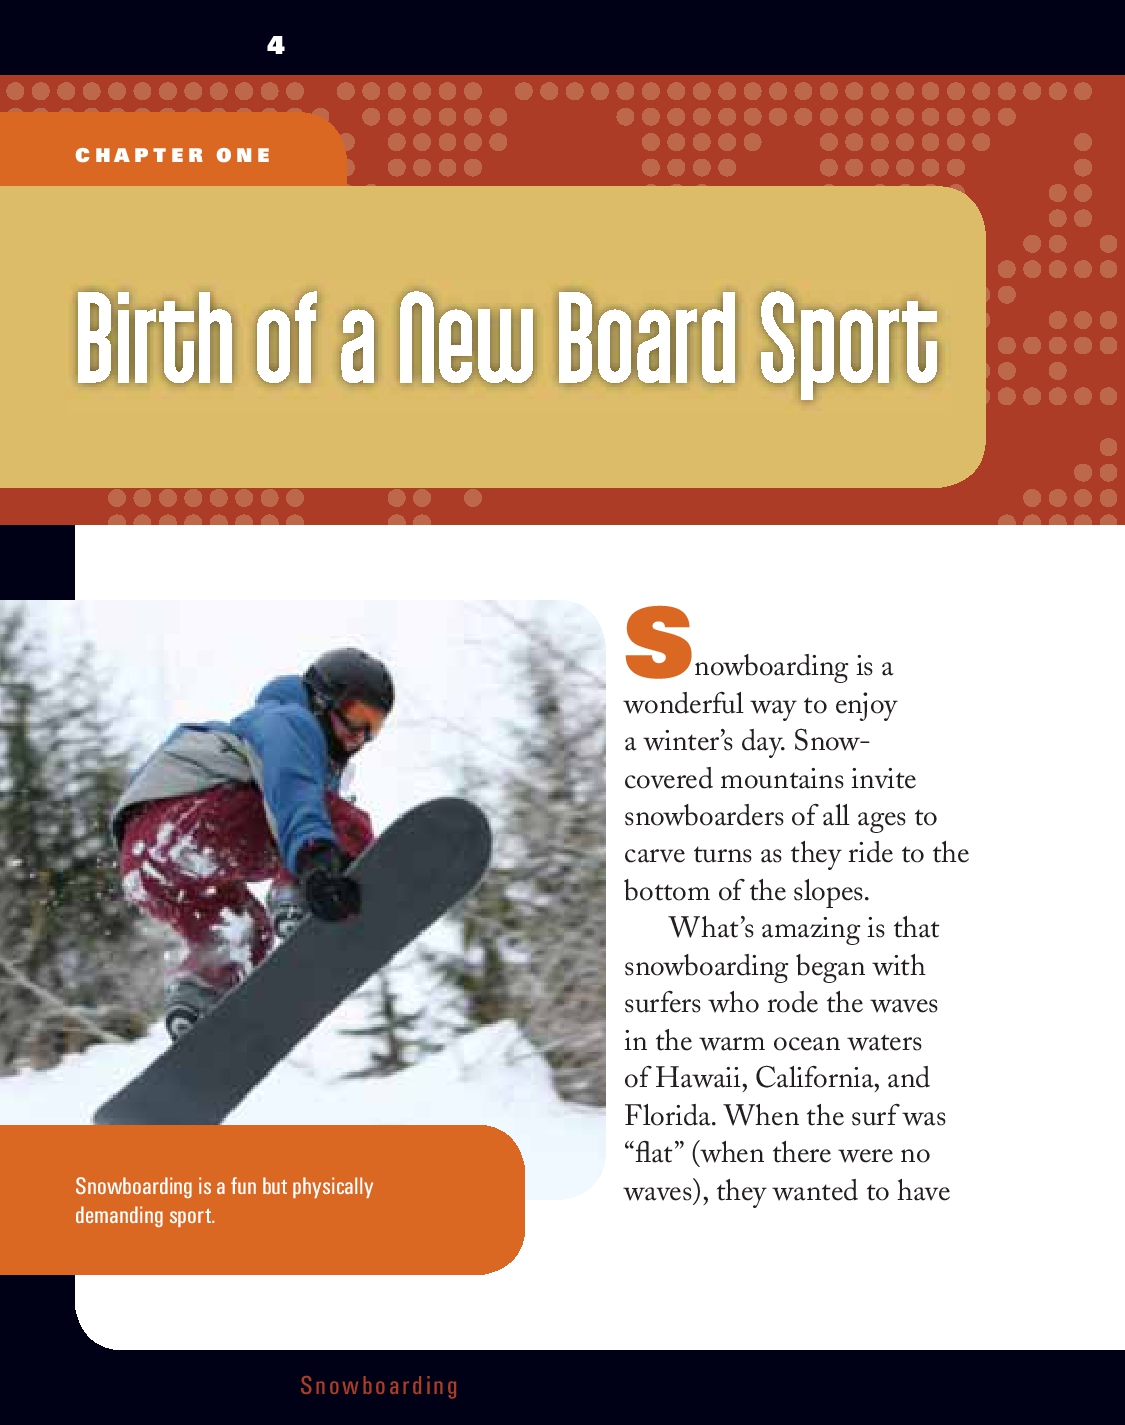 4
CHAPTER ONE
Birth of a New Board Sport
Snowboarding is a
wonderful way to enjoy
a winter’s day. Snow-
covered mountains invite
snowboarders of all ages to
carve turns as they ride to the
bottom of the slopes.
What’s amazing is that
snowboarding began with
surfers who rode the waves
in the warm ocean waters
of Hawaii, California, and
Florida. When the surf was
“flat” (when there were no
waves), they wanted to have
Snowboarding is a fun but physically
demanding sport.
Snowboarding